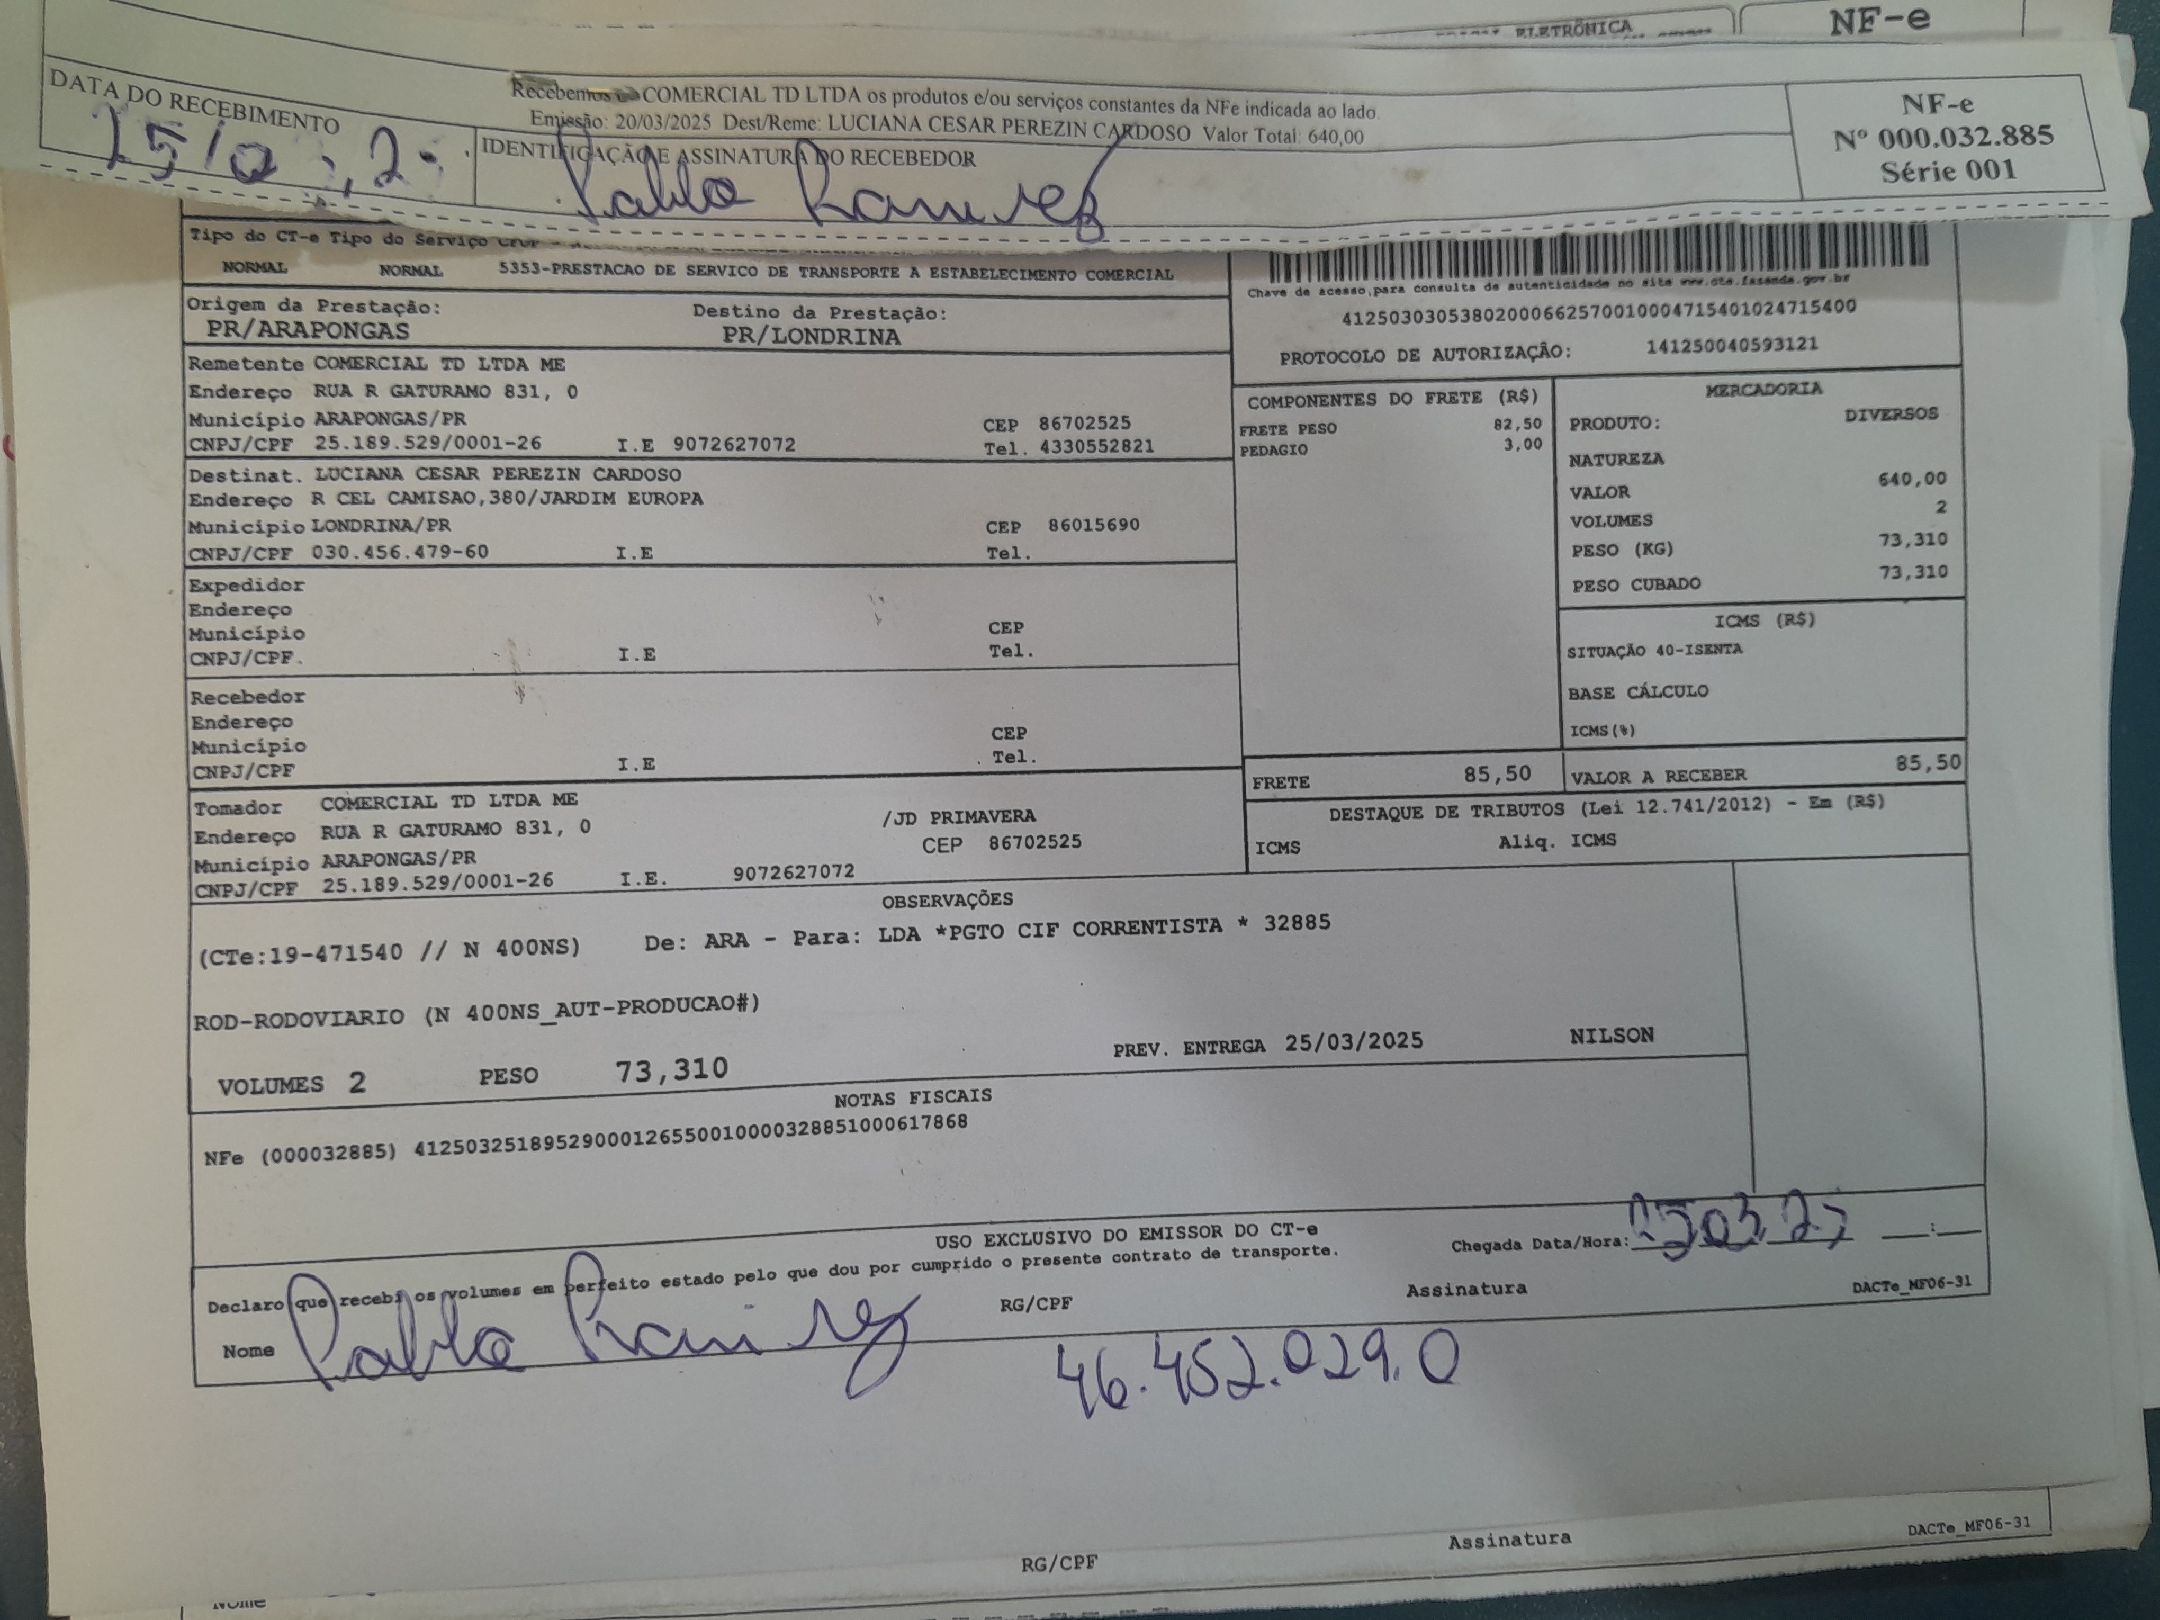 ELETRÔNICA
NF-e
DATA DO RECEBIMENTO
Recebemos COMERCIAL TD LTDA os produtos e/ou serviços constantes da NFe indicada ao lado.
Emissão: 20/03/2025 Dest/Reme: LUCIANA CESAR PEREZIN CARDOSO Valor Total: 640,00
IDENTIFICAÇÃO E ASSINATURA DO RECEBEDOR
Pablo Ramirez
NF-e
Nº 000.032.885
Série 001
Tipo do CT-e Tipo do Serviço
NORMAL NORMAL 5353-PRESTACAO DE SERVICO DE TRANSPORTE A ESTABELECIMENTO COMERCIAL
Chave de acesso,para consulta de autenticidade no site www.cte.fazenda.gov.br
41250303053802000662570010004715401024715400
PROTOCOLO DE AUTORIZAÇÃO: 141250040593121
Origem da Prestação: Destino da Prestação:
PR/ARAPONGAS PR/LONDRINA
Remetente COMERCIAL TD LTDA ME
Endereço RUA R GATURAMO 831, 0
Município ARAPONGAS/PR CEP 86702525
CNPJ/CPF 25.189.529/0001-26 I.E 9072627072 Tel. 4330552821
Destinat. LUCIANA CESAR PEREZIN CARDOSO
Endereço R CEL CAMISAO,380/JARDIM EUROPA
Município LONDRINA/PR CEP 86015690
CNPJ/CPF 030.456.479-60 I.E Tel.
Expedidor
Endereço
Município CEP
CNPJ/CPF. I.E Tel.
Recebedor
Endereço
Município CEP
CNPJ/CPF I.E Tel.
Tomador COMERCIAL TD LTDA ME
Endereço RUA R GATURAMO 831, 0 /JD PRIMAVERA
Município ARAPONGAS/PR CEP 86702525
CNPJ/CPF 25.189.529/0001-26 I.E. 9072627072
COMPONENTES DO FRETE (R$)
FRETE PESO 82,50
PEDAGIO 3,00
MERCADORIA
PRODUTO: DIVERSOS
NATUREZA
VALOR 640,00
VOLUMES 2
PESO (KG) 73,310
PESO CUBADO 73,310
ICMS (R$)
SITUAÇÃO 40-ISENTA
BASE CÁLCULO
ICMS(%)
FRETE 85,50 VALOR A RECEBER 85,50
DESTAQUE DE TRIBUTOS (Lei 12.741/2012) - Em (R$)
ICMS Aliq. ICMS
OBSERVAÇÕES
(CTe:19-471540 // N 400NS) De: ARA - Para: LDA *PGTO CIF CORRENTISTA * 32885
ROD-RODOVIARIO (N 400NS_AUT-PRODUCAO#)
PREV. ENTREGA 25/03/2025 NILSON
VOLUMES 2 PESO 73,310
NOTAS FISCAIS
NFe (000032885) 41250325189529000126550010000328851000617868
USO EXCLUSIVO DO EMISSOR DO CT-e
Declaro que recebi os volumes em perfeito estado pelo que dou por cumprido o presente contrato de transporte.
Chegada Data/Hora:
Nome Pablo Ramirez RG/CPF Assinatura DACTe_MF06-31
46.452.029.0
RG/CPF Assinatura DACTe_MF06-31
Nome